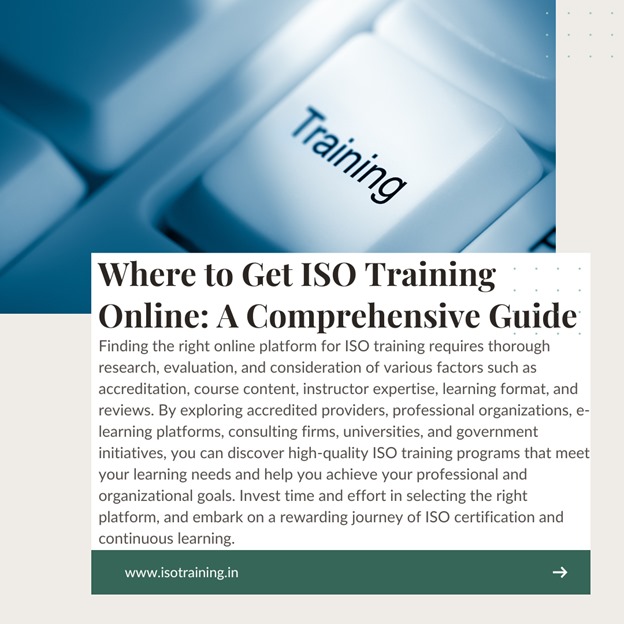 Training
Where to Get ISO Training
Online: A Comprehensive Guide
Finding the right online platform for ISO training requires thorough
research, evaluation, and consideration of various factors such as
accreditation, course content, instructor expertise, learning format, and
reviews. By exploring accredited providers, professional organizations, e-
learning platforms, consulting firms, universities, and government
initiatives, you can discover high-quality ISO training programs that meet
your learning needs and help you achieve your professional and
organizational goals. Invest time and effort in selecting the right
platform, and embark on a rewarding journey of ISO certification and
continuous learning.
www.isotraining.in